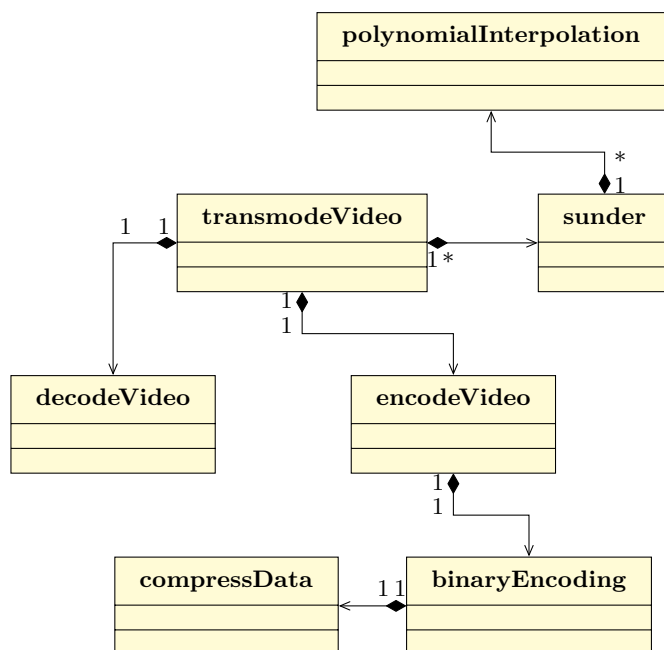 polynomialInterpolation
*
1
transmodeVideo
sunder
1 1
1 *
1
1
decodeVideo
encodeVideo
1
1
compressData
binaryEncoding
1 1